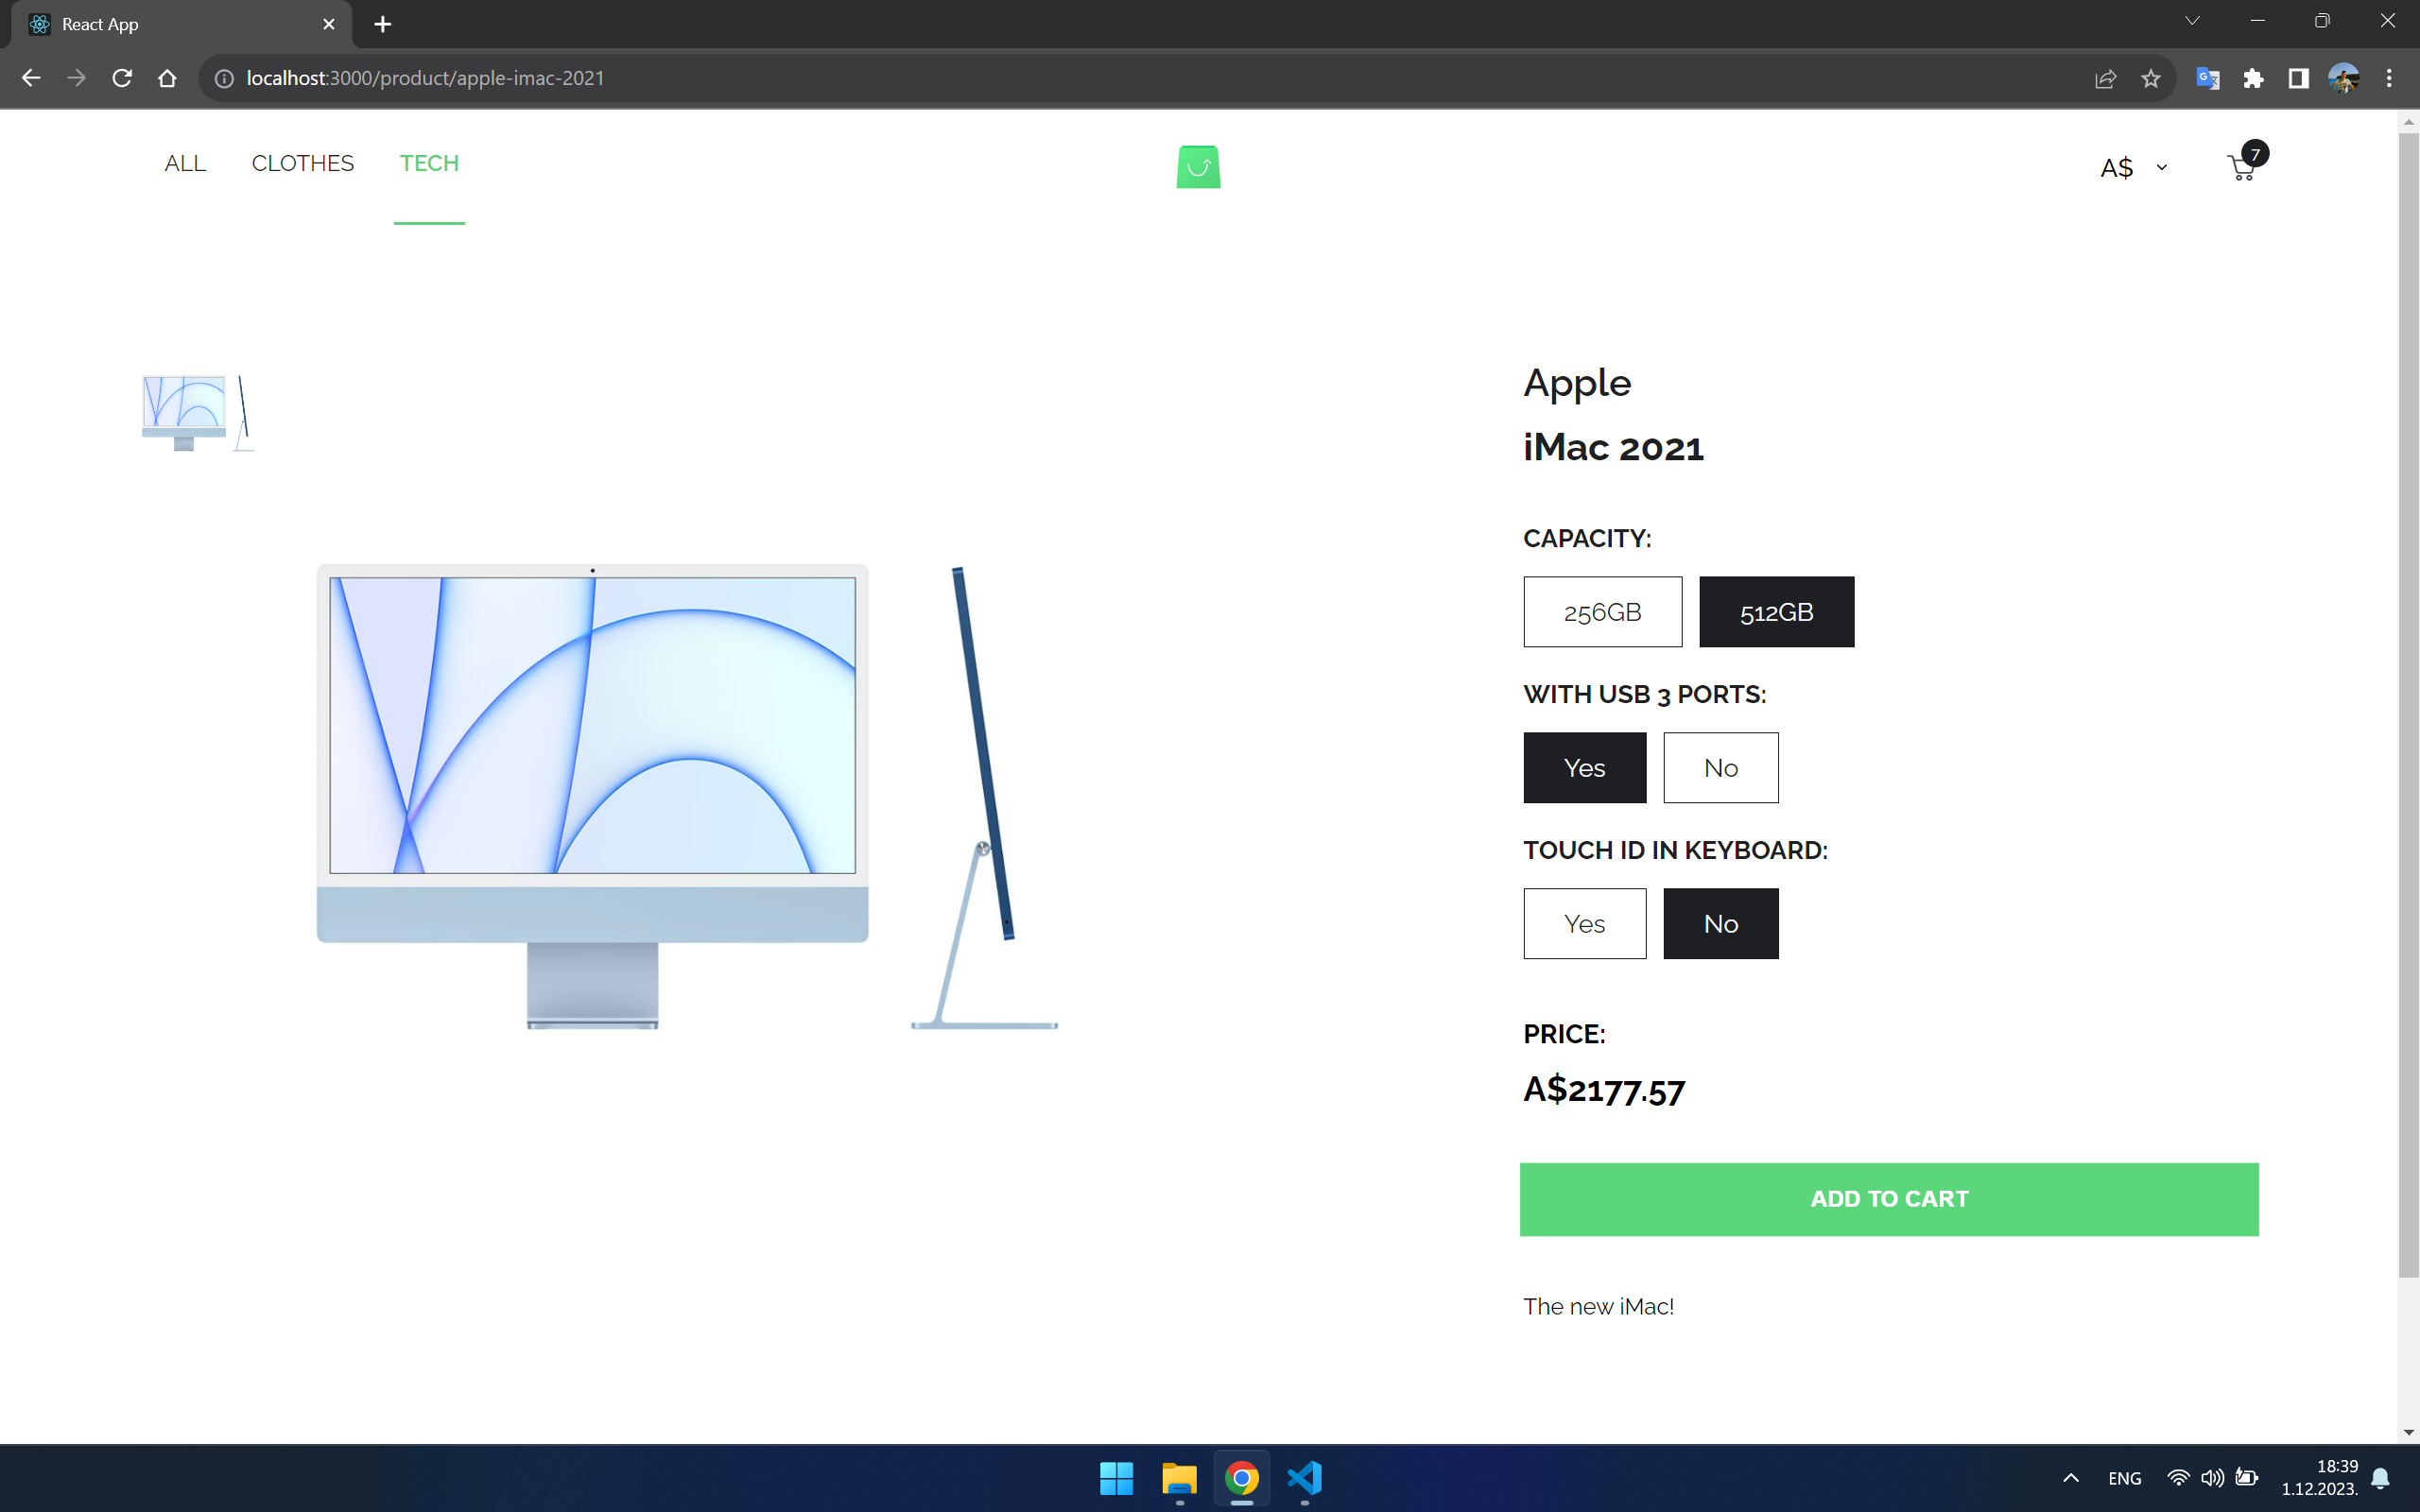 React App
localhost:3000/product/apple-imac-2021
ALL CLOTHES TECH
A$ 7
Apple
iMac 2021
CAPACITY:
256GB 512GB
WITH USB 3 PORTS:
Yes No
TOUCH ID IN KEYBOARD:
Yes No
PRICE:
A$2177.57
ADD TO CART
The new iMac!
ENG
18:39
1.12.2023.